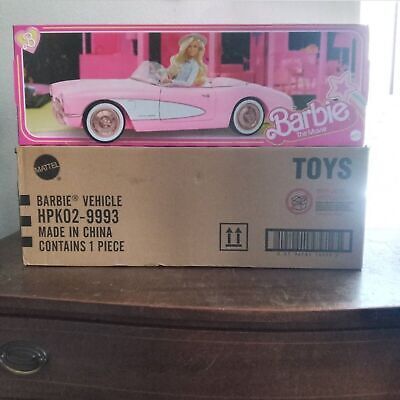 Barbie
the Movie
MATTEL
TOYS
BARBIE® VEHICLE
HPK02-9993
MADE IN CHINA
CONTAINS 1 PIECE